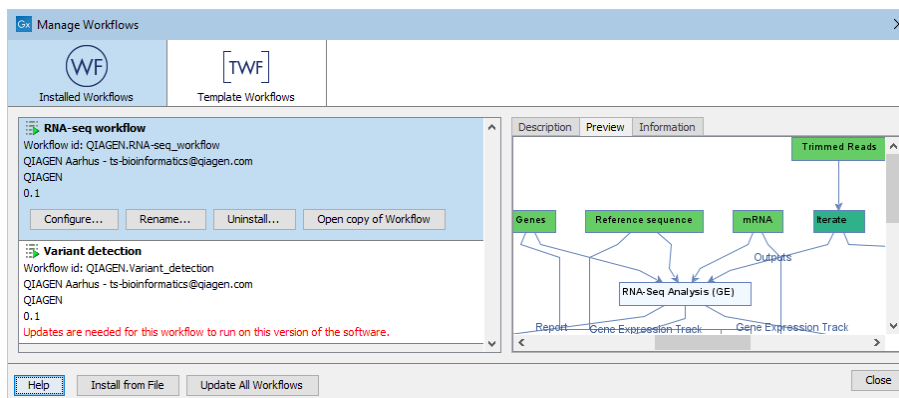 Gx Manage Workflows
WF
TWF
Installed Workflows
Template Workflows
RNA-seq workflow
Workflow id: QIAGEN.RNA-seq_workflow
QIAGEN Aarhus - ts-bioinformatics@qiagen.com
QIAGEN
0.1
Configure... Rename... Uninstall... Open copy of Workflow
Variant detection
Workflow id: QIAGEN.Variant_detection
QIAGEN Aarhus - ts-bioinformatics@qiagen.com
QIAGEN
0.1
Updates are needed for this workflow to run on this version of the software.
Description Preview Information
Trimmed Reads
Genes Reference sequence mRNA Iterate
Outputs
RNA-Seq Analysis (GE)
Report Gene Expression Track Gene Expression Track
Help Install from File Update All Workflows Close